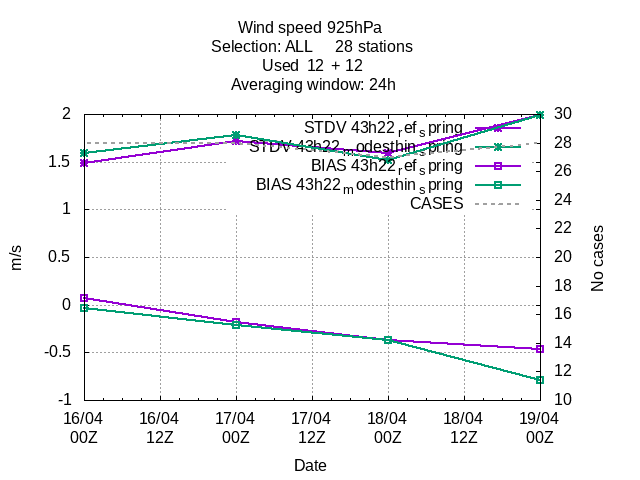 Wind speed 925hPa
Selection: ALL 28 stations
Used 12 + 12
Averaging window: 24h
2
1.5
1
0.5
0
-0.5
-1
m/s
30
28
26
24
22
20
18
16
14
12
10
No cases
STDV 43h22_ref_spring
STDV 43h22_modesthin_spring
BIAS 43h22_ref_spring
BIAS 43h22_modesthin_spring
CASES
16/04 16/04 17/04 17/04 18/04 18/04 19/04
00Z 12Z 00Z 12Z 00Z 12Z 00Z
Date